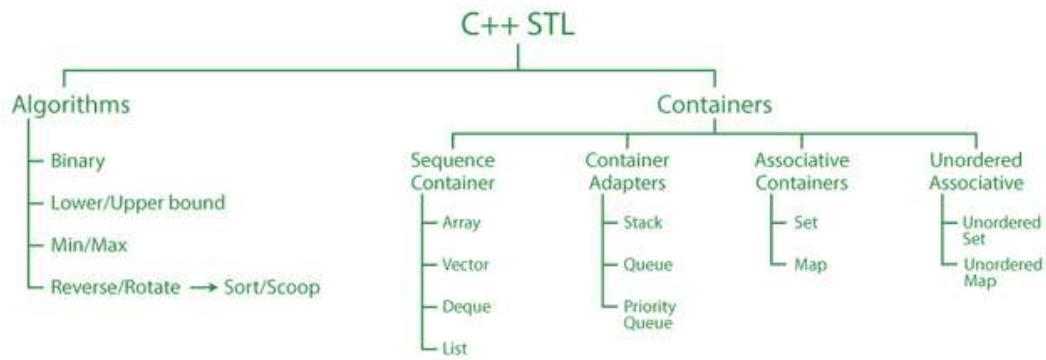 C++ STL
Algorithms
Binary
Lower/Upper bound
Min/Max
Reverse/Rotate → Sort/Scoop
Containers
Sequence
Container
Array
Vector
Deque
List
Container
Adapters
Stack
Queue
Priority
Queue
Associative
Containers
Set
Map
Unordered
Associative
Unordered
Set
Unordered
Map